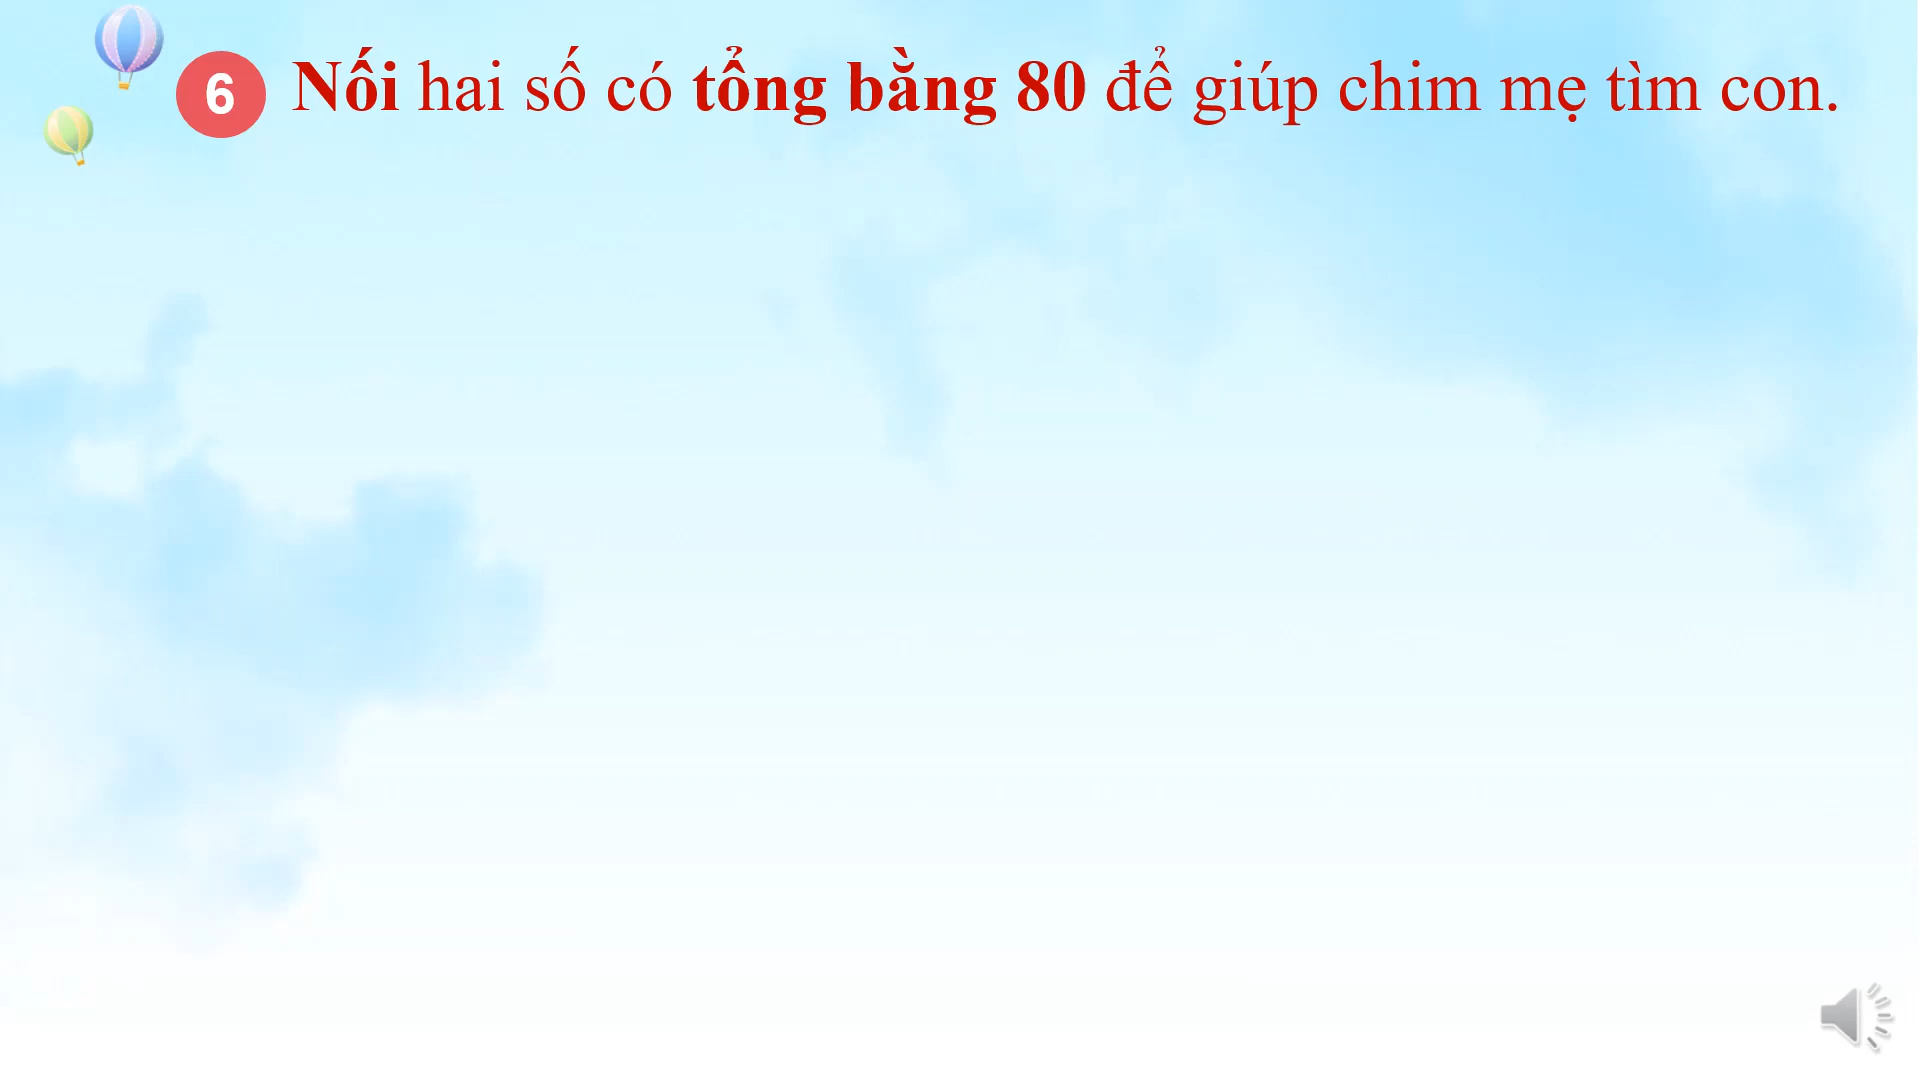 6 Nối hai số có tổng bằng 80 để giúp chim mẹ tìm con.